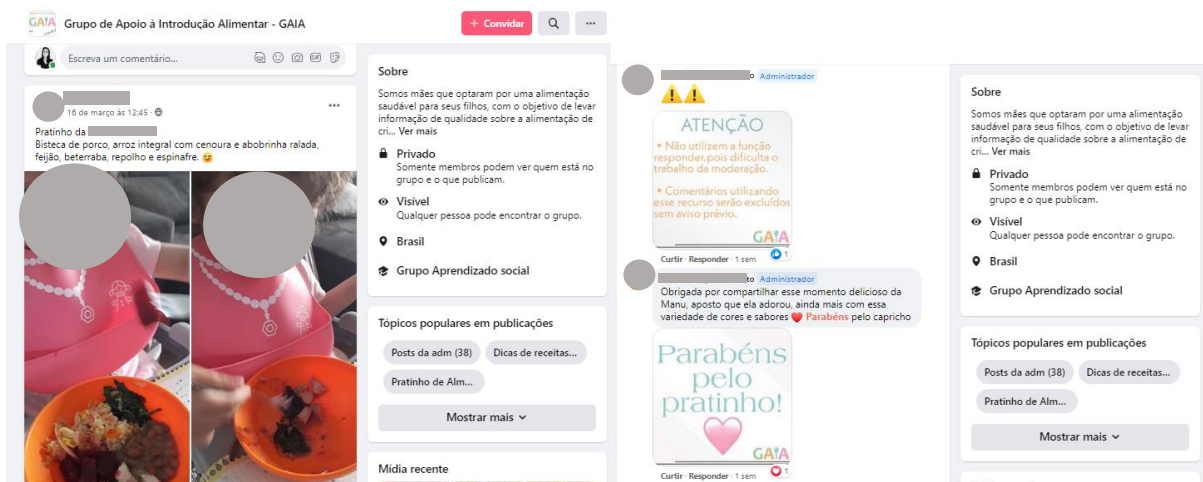 GAIA
Grupo de Apoio à Introdução Alimentar - GAIA
+ Convidar
Escreva um comentário...
GIF
16 de março às 12:45
Pratinho da
Bisteca de porco, arroz integral com cenoura e abobrinha ralada,
feijão, beterraba, repolho e espinafre.
Sobre
Somos mães que optaram por uma alimentação
saudável para seus filhos, com o objetivo de levar
informação de qualidade sobre a alimentação de
cri... Ver mais
Privado
Somente membros podem ver quem está no
grupo e o que publicam.
Visível
Qualquer pessoa pode encontrar o grupo.
Brasil
Grupo Aprendizado social
Tópicos populares em publicações
Posts da adm (38)
Dicas de receitas...
Pratinho de Alm...
Mostrar mais
Mídia recente
o Administrador
ATENÇÃO
• Não utilizem a função
responder,pois dificulta o
trabalho da moderação.
• Comentários utilizando
esse recurso serão excluídos
sem aviso prévio.
GAIA
Curtir · Responder · 1 sem
1
to Administrador
Obrigada por compartilhar esse momento delicioso da
Manu, aposto que ela adorou, ainda mais com essa
variedade de cores e sabores Parabéns pelo capricho
Parabéns
pelo
pratinho!
GAIA
Curtir · Responder · 1 sem
1
Sobre
Somos mães que optaram por uma alimentação
saudável para seus filhos, com o objetivo de levar
informação de qualidade sobre a alimentação de
cri... Ver mais
Privado
Somente membros podem ver quem está no
grupo e o que publicam.
Visível
Qualquer pessoa pode encontrar o grupo.
Brasil
Grupo Aprendizado social
Tópicos populares em publicações
Posts da adm (38)
Dicas de receitas...
Pratinho de Alm...
Mostrar mais